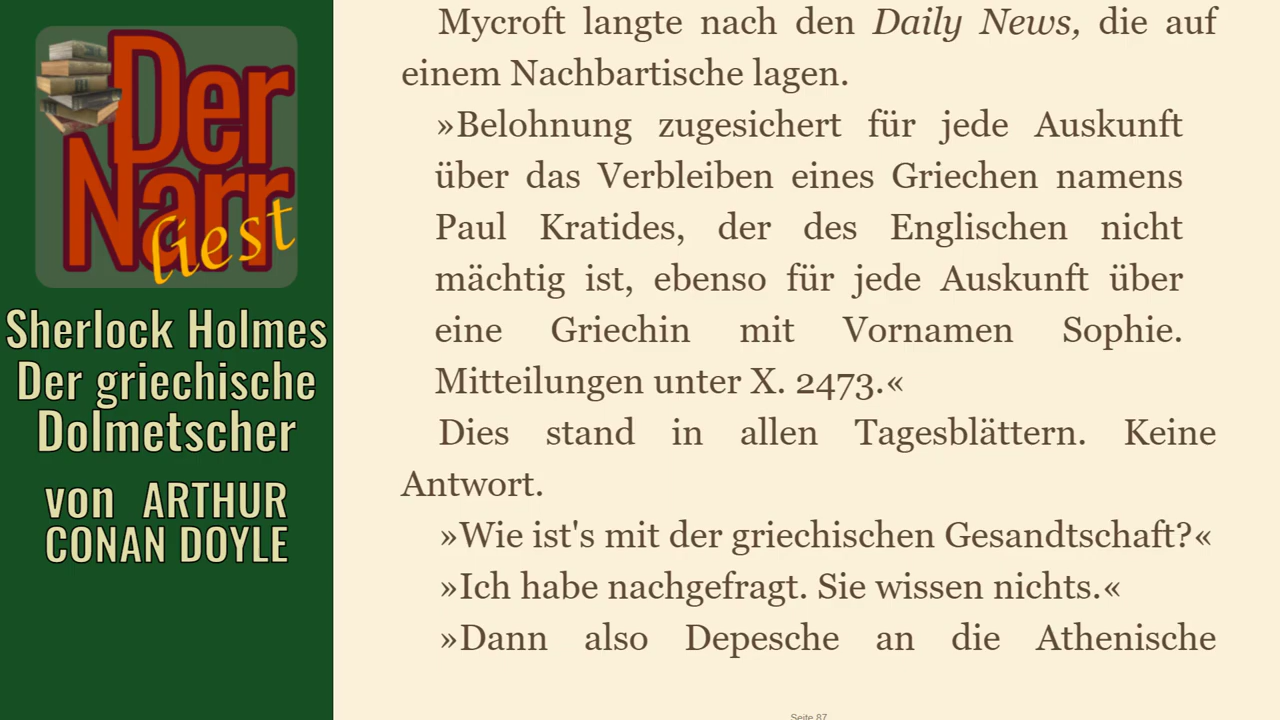 Der
Narr
liest
Sherlock Holmes
Der griechische
Dolmetscher
von ARTHUR
CONAN DOYLE
Mycroft langte nach den Daily News, die auf
einem Nachbartische lagen.
»Belohnung zugesichert für jede Auskunft
über das Verbleiben eines Griechen namens
Paul Kratides, der des Englischen nicht
mächtig ist, ebenso für jede Auskunft über
eine Griechin mit Vornamen Sophie.
Mitteilungen unter X. 2473.«
Dies stand in allen Tagesblättern. Keine
Antwort.
»Wie ist's mit der griechischen Gesandtschaft?«
»Ich habe nachgefragt. Sie wissen nichts.«
»Dann also Depesche an die Athenische
Seite 87